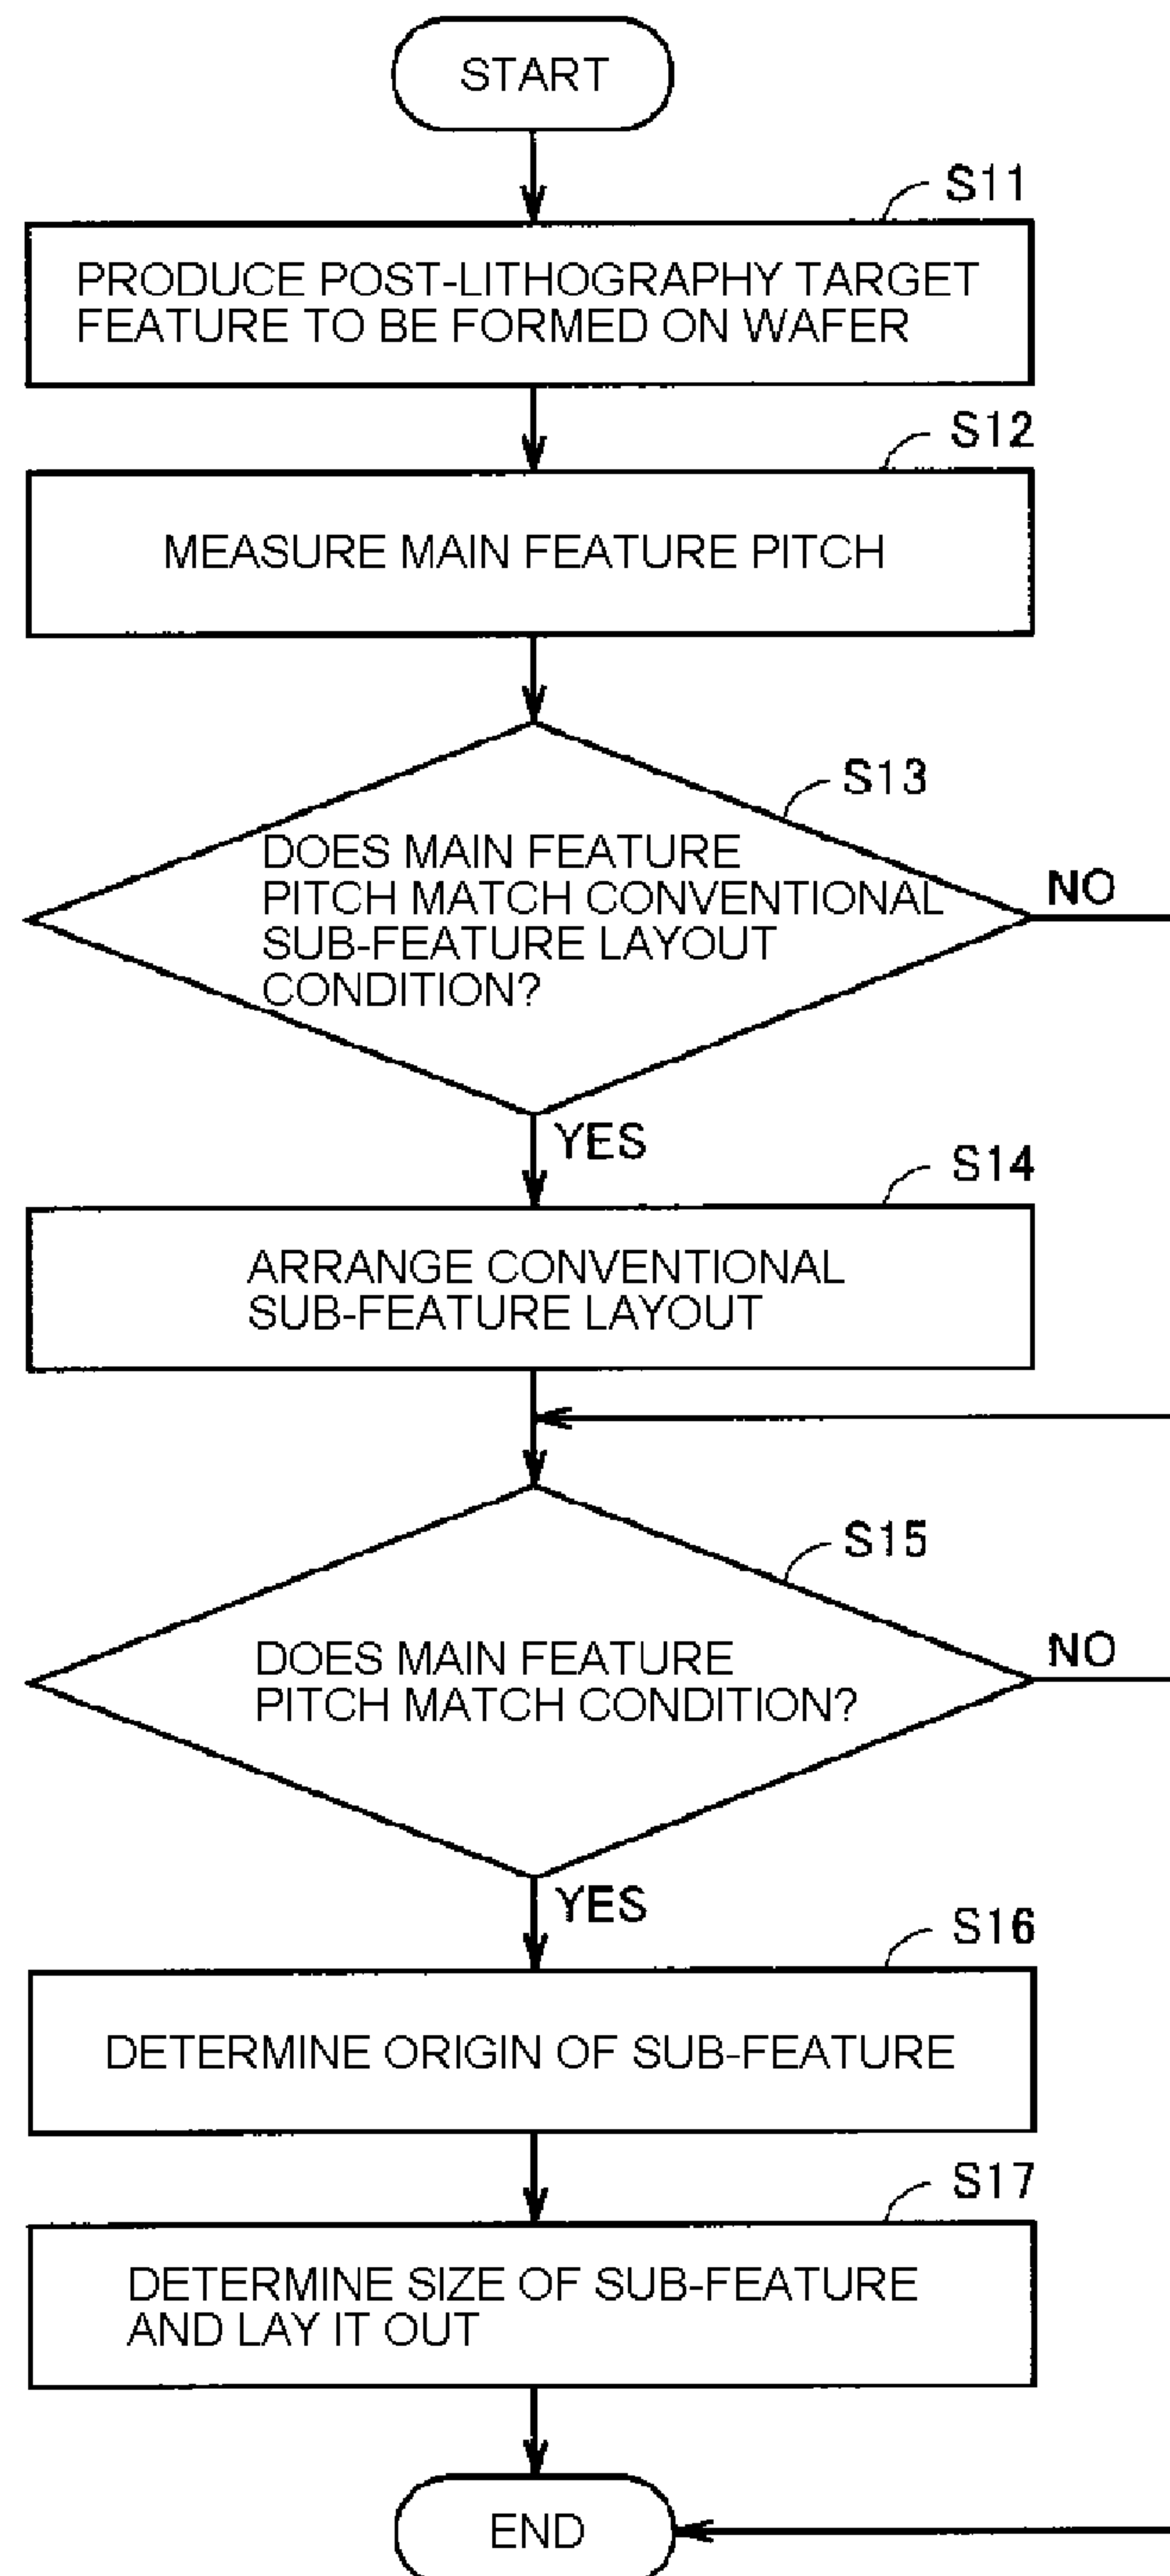 START
S11
PRODUCE POST-LITHOGRAPHY TARGET
FEATURE TO BE FORMED ON WAFER
S12
MEASURE MAIN FEATURE PITCH
S13
DOES MAIN FEATURE
PITCH MATCH CONVENTIONAL
SUB-FEATURE LAYOUT
CONDITION?
NO
YES
S14
ARRANGE CONVENTIONAL
SUB-FEATURE LAYOUT
S15
DOES MAIN FEATURE
PITCH MATCH CONDITION?
NO
YES
S16
DETERMINE ORIGIN OF SUB-FEATURE
S17
DETERMINE SIZE OF SUB-FEATURE
AND LAY IT OUT
END